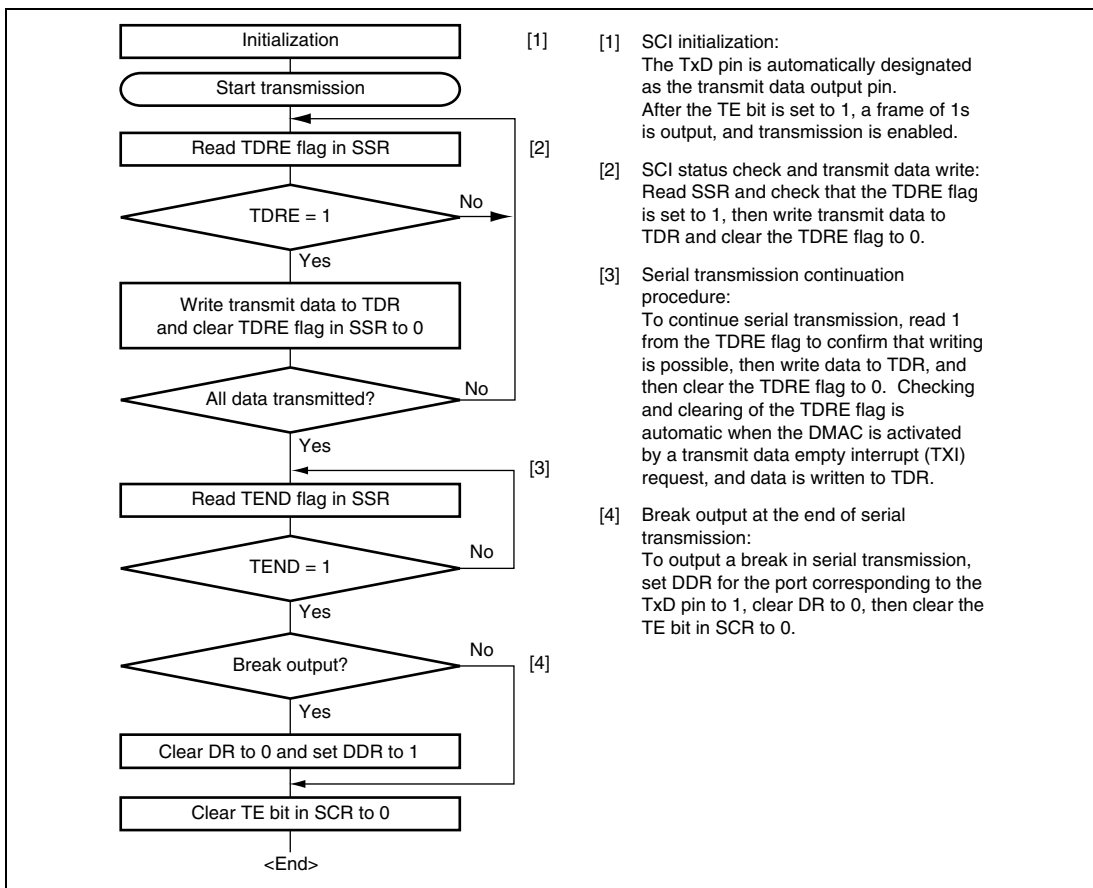 Initialization
[1]
Start transmission
Read TDRE flag in SSR
[2]
TDRE = 1
No
Yes
Write transmit data to TDR
and clear TDRE flag in SSR to 0
All data transmitted?
No
Yes
[3]
Read TEND flag in SSR
TEND = 1
No
Yes
Break output?
No
[4]
Yes
Clear DR to 0 and set DDR to 1
Clear TE bit in SCR to 0
<End>
[1] SCI initialization:
The TxD pin is automatically designated
as the transmit data output pin.
After the TE bit is set to 1, a frame of 1s
is output, and transmission is enabled.
[2] SCI status check and transmit data write:
Read SSR and check that the TDRE flag
is set to 1, then write transmit data to
TDR and clear the TDRE flag to 0.
[3] Serial transmission continuation
procedure:
To continue serial transmission, read 1
from the TDRE flag to confirm that writing
is possible, then write data to TDR, and
then clear the TDRE flag to 0. Checking
and clearing of the TDRE flag is
automatic when the DMAC is activated
by a transmit data empty interrupt (TXI)
request, and data is written to TDR.
[4] Break output at the end of serial
transmission:
To output a break in serial transmission,
set DDR for the port corresponding to the
TxD pin to 1, clear DR to 0, then clear the
TE bit in SCR to 0.